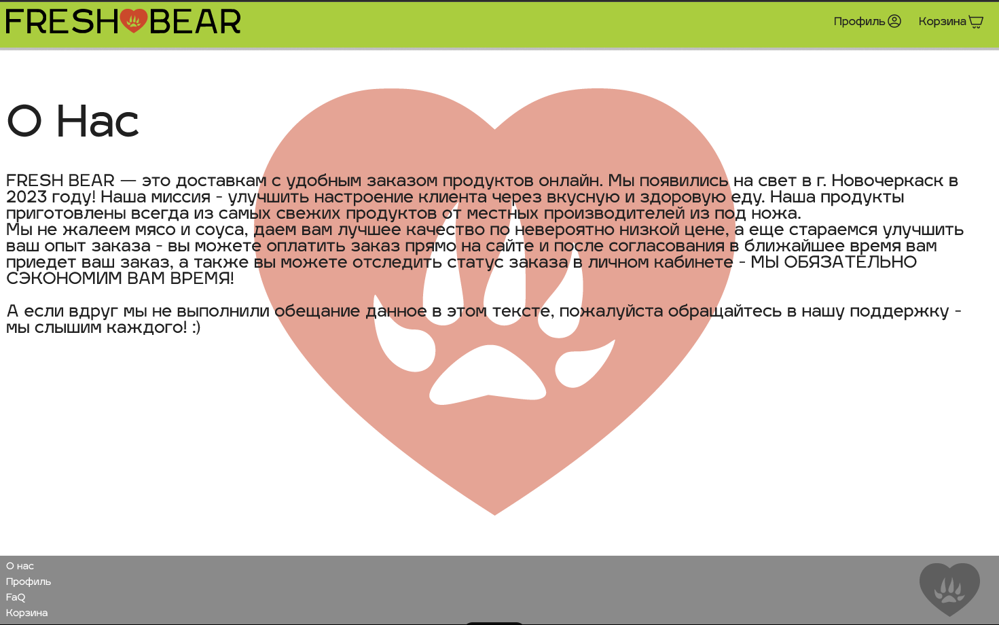 FRESH BEAR
Профиль
Корзина
О Нас
FRESH BEAR — это доставкам с удобным заказом продуктов онлайн. Мы появились на свет в г. Новочеркаск в
2023 году! Наша миссия - улучшить настроение клиента через вкусную и здоровую еду. Наша продукты
приготовлены всегда из самых свежих продуктов от местных производителей из под ножа.
Мы не жалеем мясо и соуса, даем вам лучшее качество по невероятно низкой цене, а еще стараемся улучшить
ваш опыт заказа - вы можете оплатить заказ прямо на сайте и после согласования в ближайшее время вам
приедет ваш заказ, а также вы можете отследить статус заказа в личном кабинете - МЫ ОБЯЗАТЕЛЬНО
СЭКОНОМИМ ВАМ ВРЕМЯ!
А если вдруг мы не выполнили обещание данное в этом тексте, пожалуйста обращайтесь в нашу поддержку -
мы слышим каждого! :)
О нас
Профиль
FaQ
Корзина